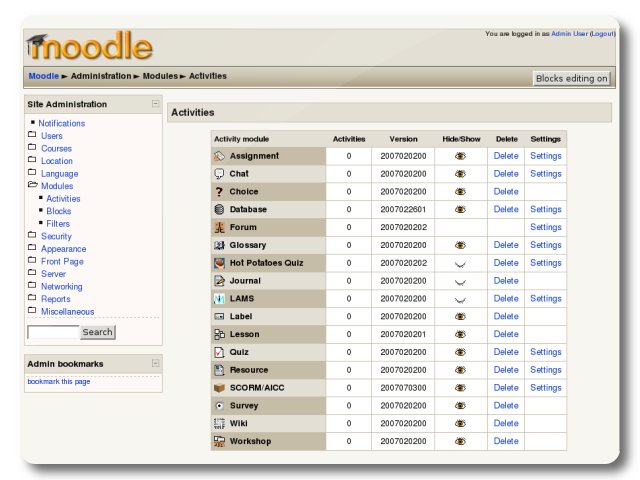 You are logged in as Admin User (Logout)
moodle
Moodle ► Administration ► Modules ► Activities
Blocks editing on
Site Administration
Notifications
Users
Courses
Location
Language
Modules
Activities
Blocks
Filters
Security
Appearance
Front Page
Server
Networking
Reports
Miscellaneous
Search
Admin bookmarks
bookmark this page
Activities
Activity module Activities Version Hide/Show Delete Settings
Assignment 0 2007020200 Delete Settings
Chat 0 2007020200 Delete Settings
Choice 0 2007020200 Delete
Database 0 2007022601 Delete Settings
Forum 0 2007020202 Settings
Glossary 0 2007020200 Delete Settings
Hot Potatoes Quiz 0 2007020202 Delete Settings
Journal 0 2007020200 Delete
LAMS 0 2007020200 Delete Settings
Label 0 2007020200 Delete
Lesson 0 2007020201 Delete
Quiz 0 2007020200 Delete Settings
Resource 0 2007020200 Delete Settings
SCORM/AICC 0 2007070300 Delete Settings
Survey 0 2007020200 Delete
Wiki 0 2007020200 Delete
Workshop 0 2007020200 Delete